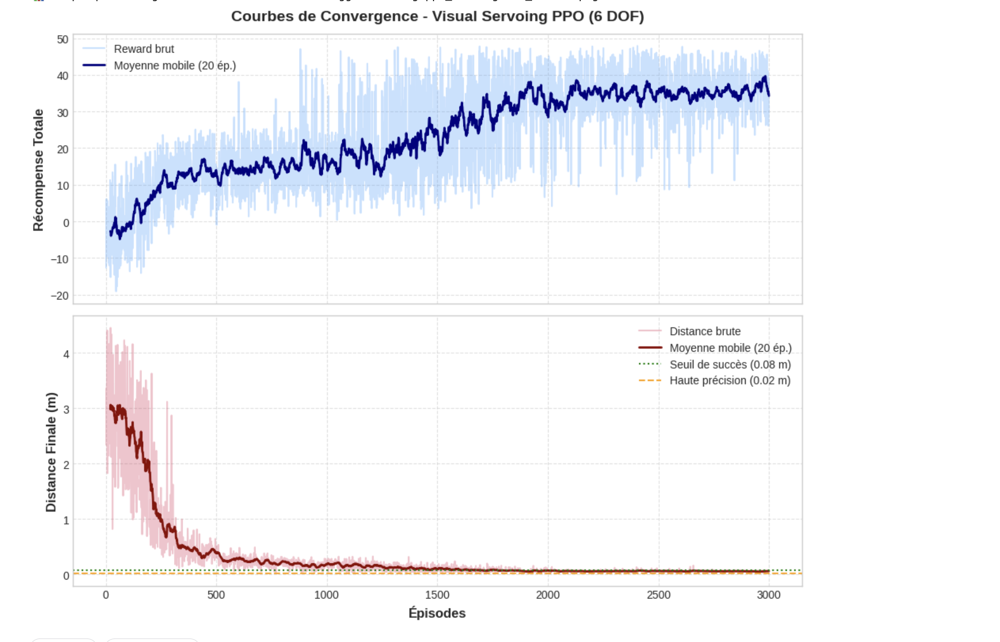 Courbes de Convergence - Visual Servoing PPO (6 DOF)
50
40
30
20
10
0
−10
−20
Récompense Totale
Reward brut
Moyenne mobile (20 ép.)
4
3
2
1
0
Distance Finale (m)
Distance brute
Moyenne mobile (20 ép.)
Seuil de succès (0.08 m)
Haute précision (0.02 m)
0 500 1000 1500 2000 2500 3000
Épisodes